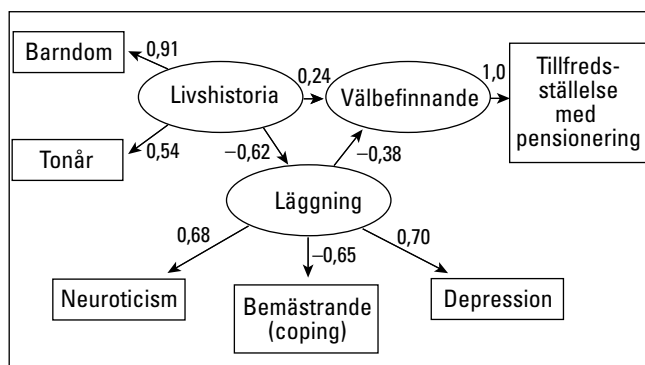 Barndom
0,91
Livshistoria
0,24
Välbefinnande
1,0
Tillfreds-
ställelse
med
pensionering
Tonår
0,54
−0,62
−0,38
Läggning
0,68
−0,65
0,70
Neuroticism
Bemästrande
(coping)
Depression